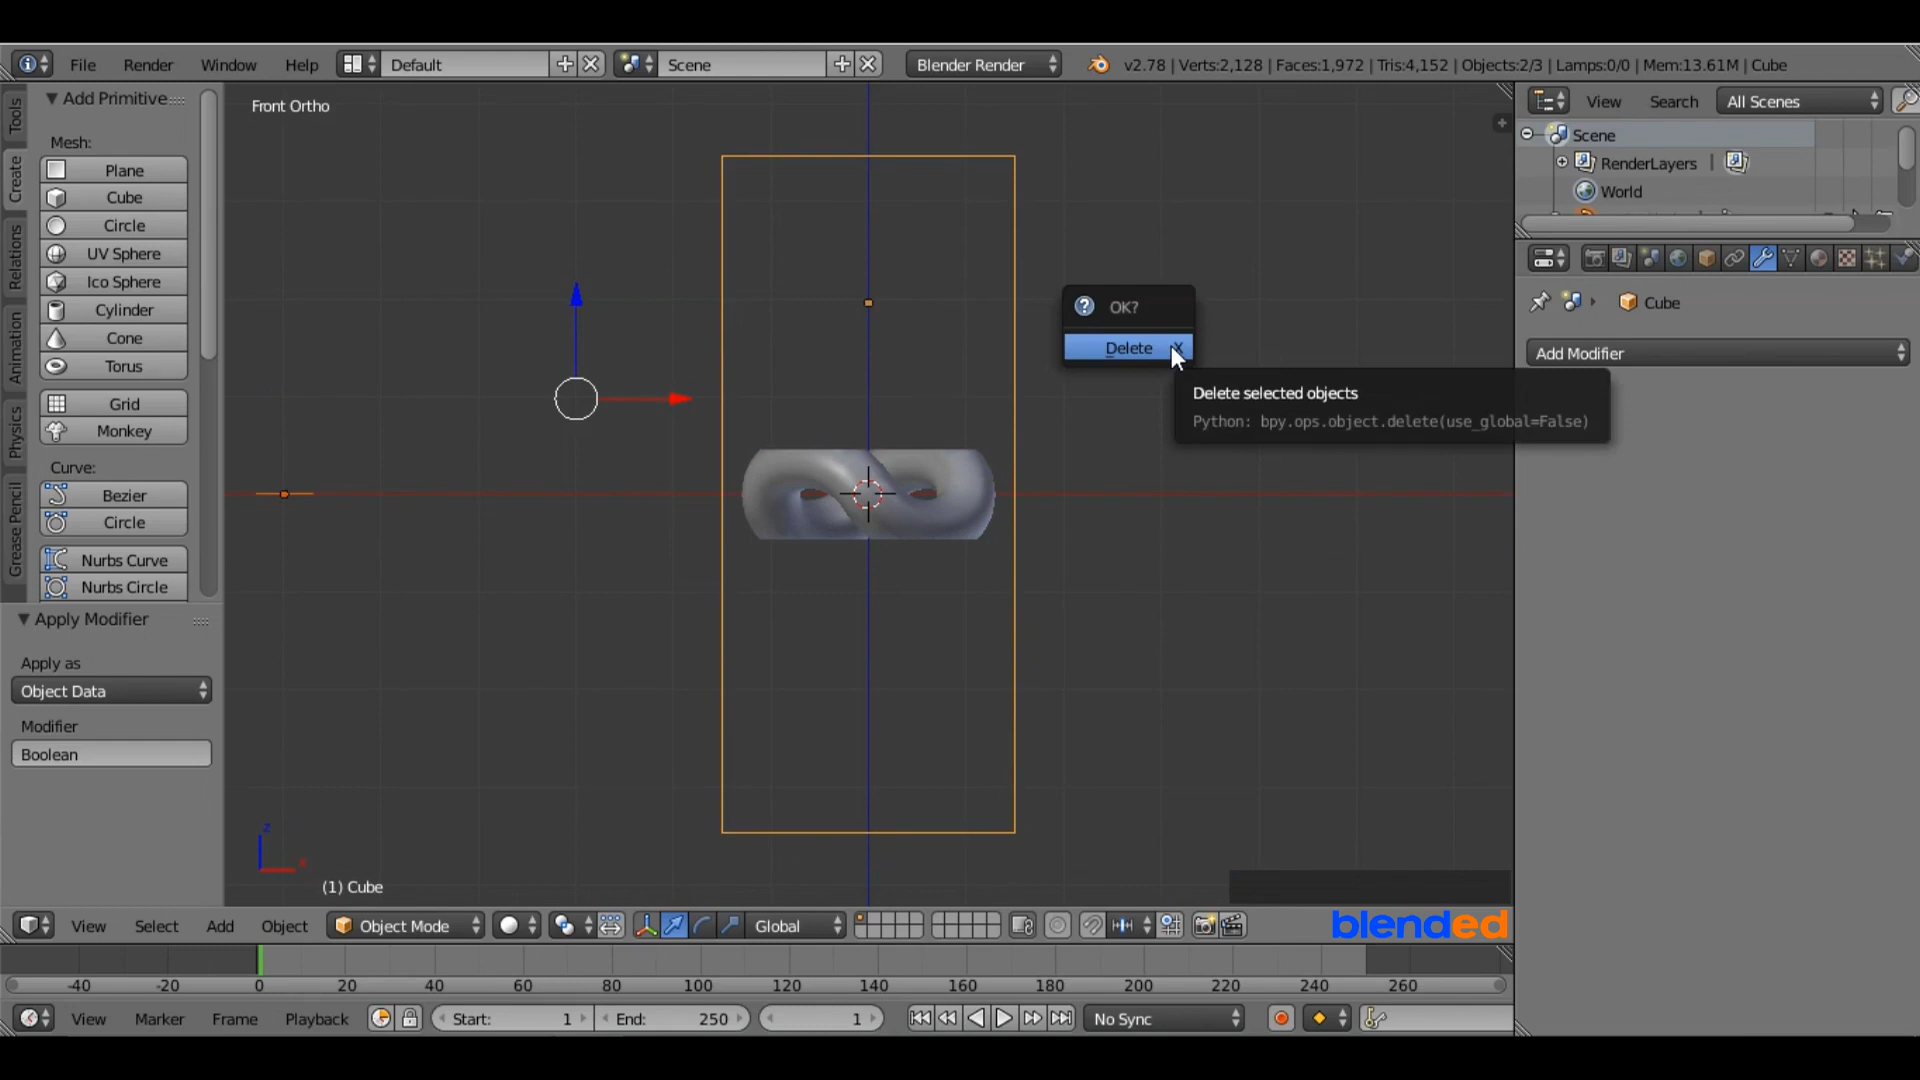 File Render Window Help Default Scene Blender Render v2.78 | Verts:2,128 | Faces:1,972 | Tris:4,152 | Objects:2/3 | Lamps:0/0 | Mem:13.61M | Cube
Add Primitive
Front Ortho
View Search All Scenes
Tools
Create
Relations
Animation
Physics
Grease Pencil
Mesh:
Plane
Cube
Circle
UV Sphere
Ico Sphere
Cylinder
Cone
Torus
Grid
Monkey
Curve:
Bezier
Circle
Nurbs Curve
Nurbs Circle
Apply Modifier
Apply as
Object Data
Modifier
Boolean
OK?
Delete X
Delete selected objects
Python: bpy.ops.object.delete(use_global=False)
Scene
RenderLayers |
World
Cube
Add Modifier
z
x
(1) Cube
View Select Add Object Object Mode Global
blended
-40 -20 0 20 40 60 80 100 120 140 160 180 200 220 240 260
View Marker Frame Playback Start: 1 End: 250 1 No Sync